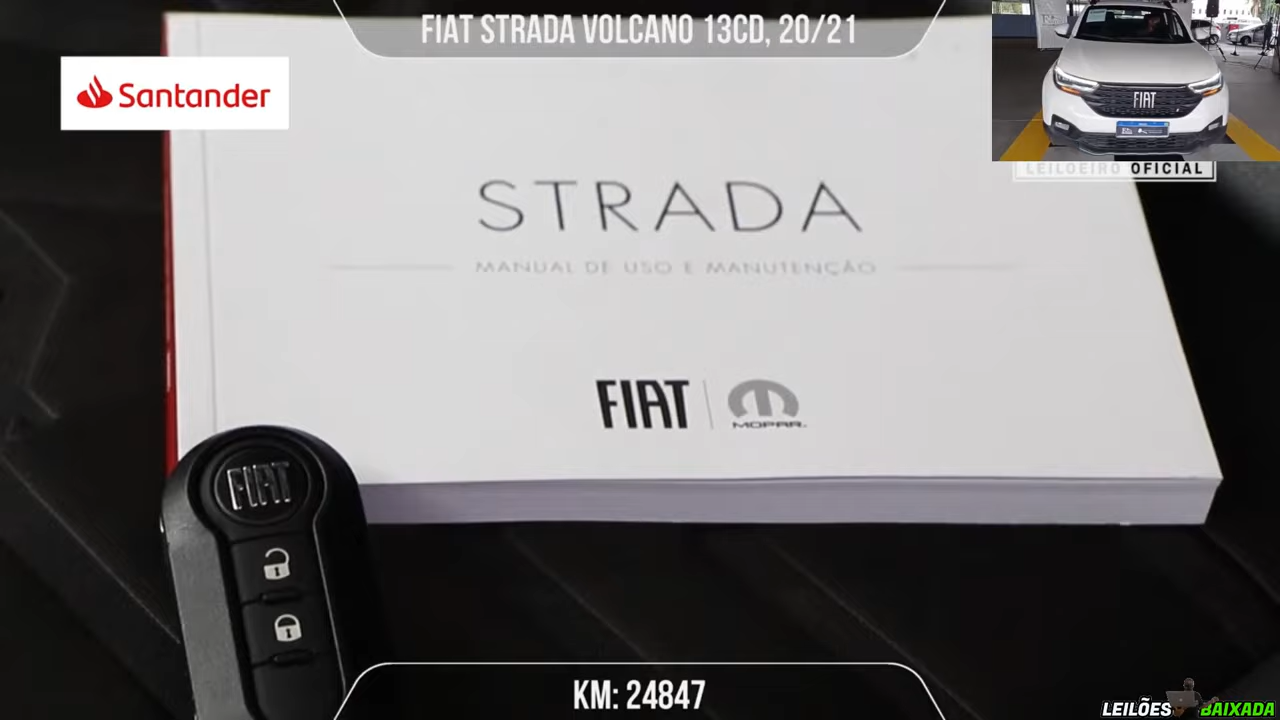 FIAT STRADA VOLCANO 13CD, 20/21
Santander
FIAT
LEILOEIRO OFICIAL
STRADA
MANUAL DE USO E MANUTENÇÃO
FIAT
MOPAR
FIAT
KM: 24847
LEILÕES BAIXADA